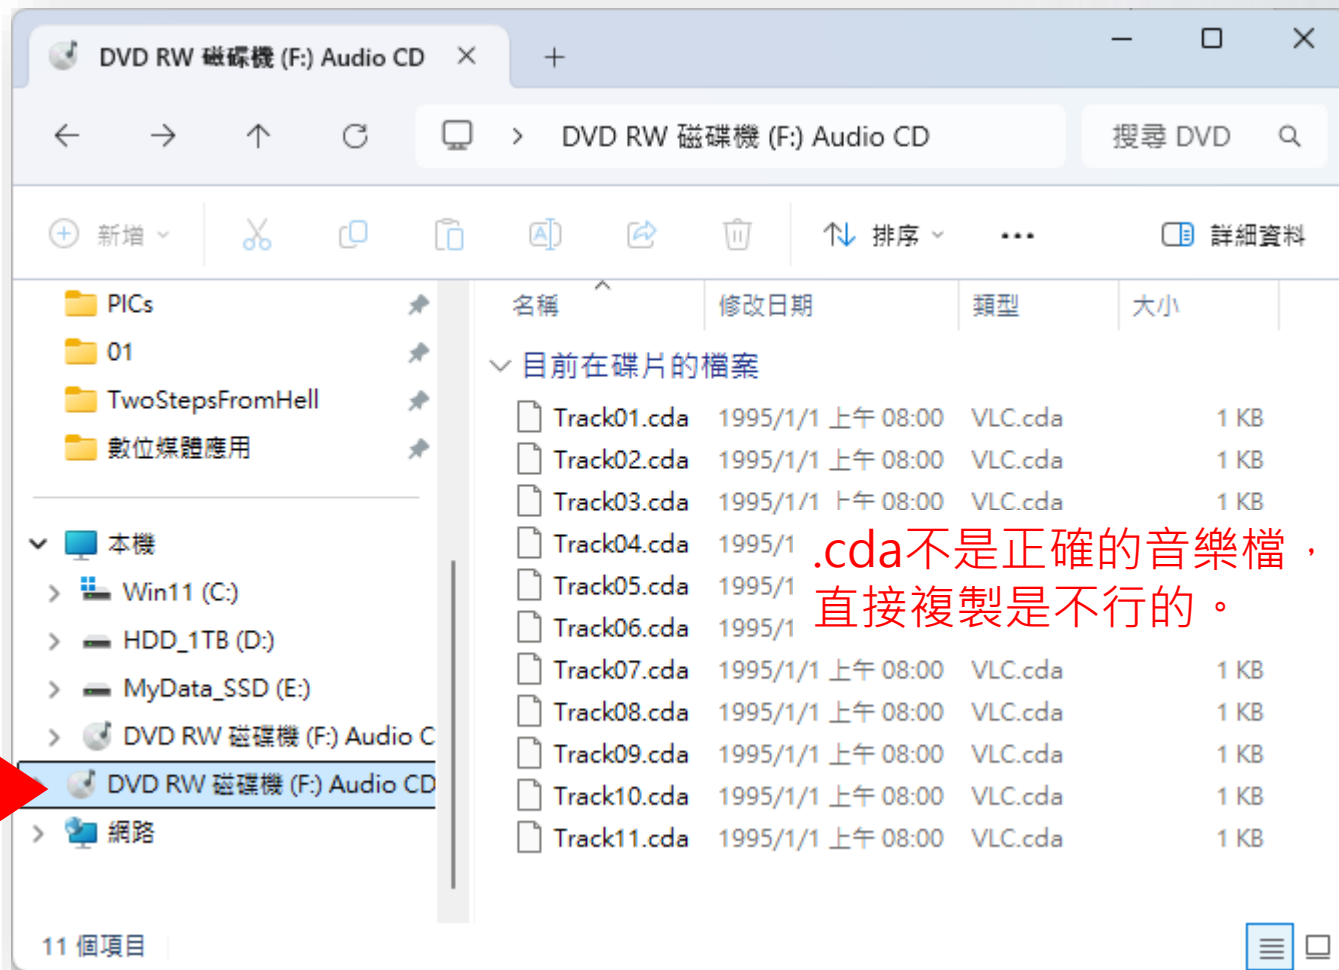 DVD RW 磁碟機 (F:) Audio CD
DVD RW 磁碟機 (F:) Audio CD
搜尋 DVD
新增
排序
詳細資料
PICs
01
TwoStepsFromHell
數位媒體應用
本機
Win11 (C:)
HDD_1TB (D:)
MyData_SSD (E:)
DVD RW 磁碟機 (F:) Audio C
DVD RW 磁碟機 (F:) Audio CD
網路
名稱 修改日期 類型 大小
目前在碟片的檔案
Track01.cda 1995/1/1 上午 08:00 VLC.cda 1 KB
Track02.cda 1995/1/1 上午 08:00 VLC.cda 1 KB
Track03.cda 1995/1/1 上午 08:00 VLC.cda 1 KB
Track04.cda 1995/1
Track05.cda 1995/1
Track06.cda 1995/1
.cda不是正確的音樂檔，
直接複製是不行的。
Track07.cda 1995/1/1 上午 08:00 VLC.cda 1 KB
Track08.cda 1995/1/1 上午 08:00 VLC.cda 1 KB
Track09.cda 1995/1/1 上午 08:00 VLC.cda 1 KB
Track10.cda 1995/1/1 上午 08:00 VLC.cda 1 KB
Track11.cda 1995/1/1 上午 08:00 VLC.cda 1 KB
11 個項目